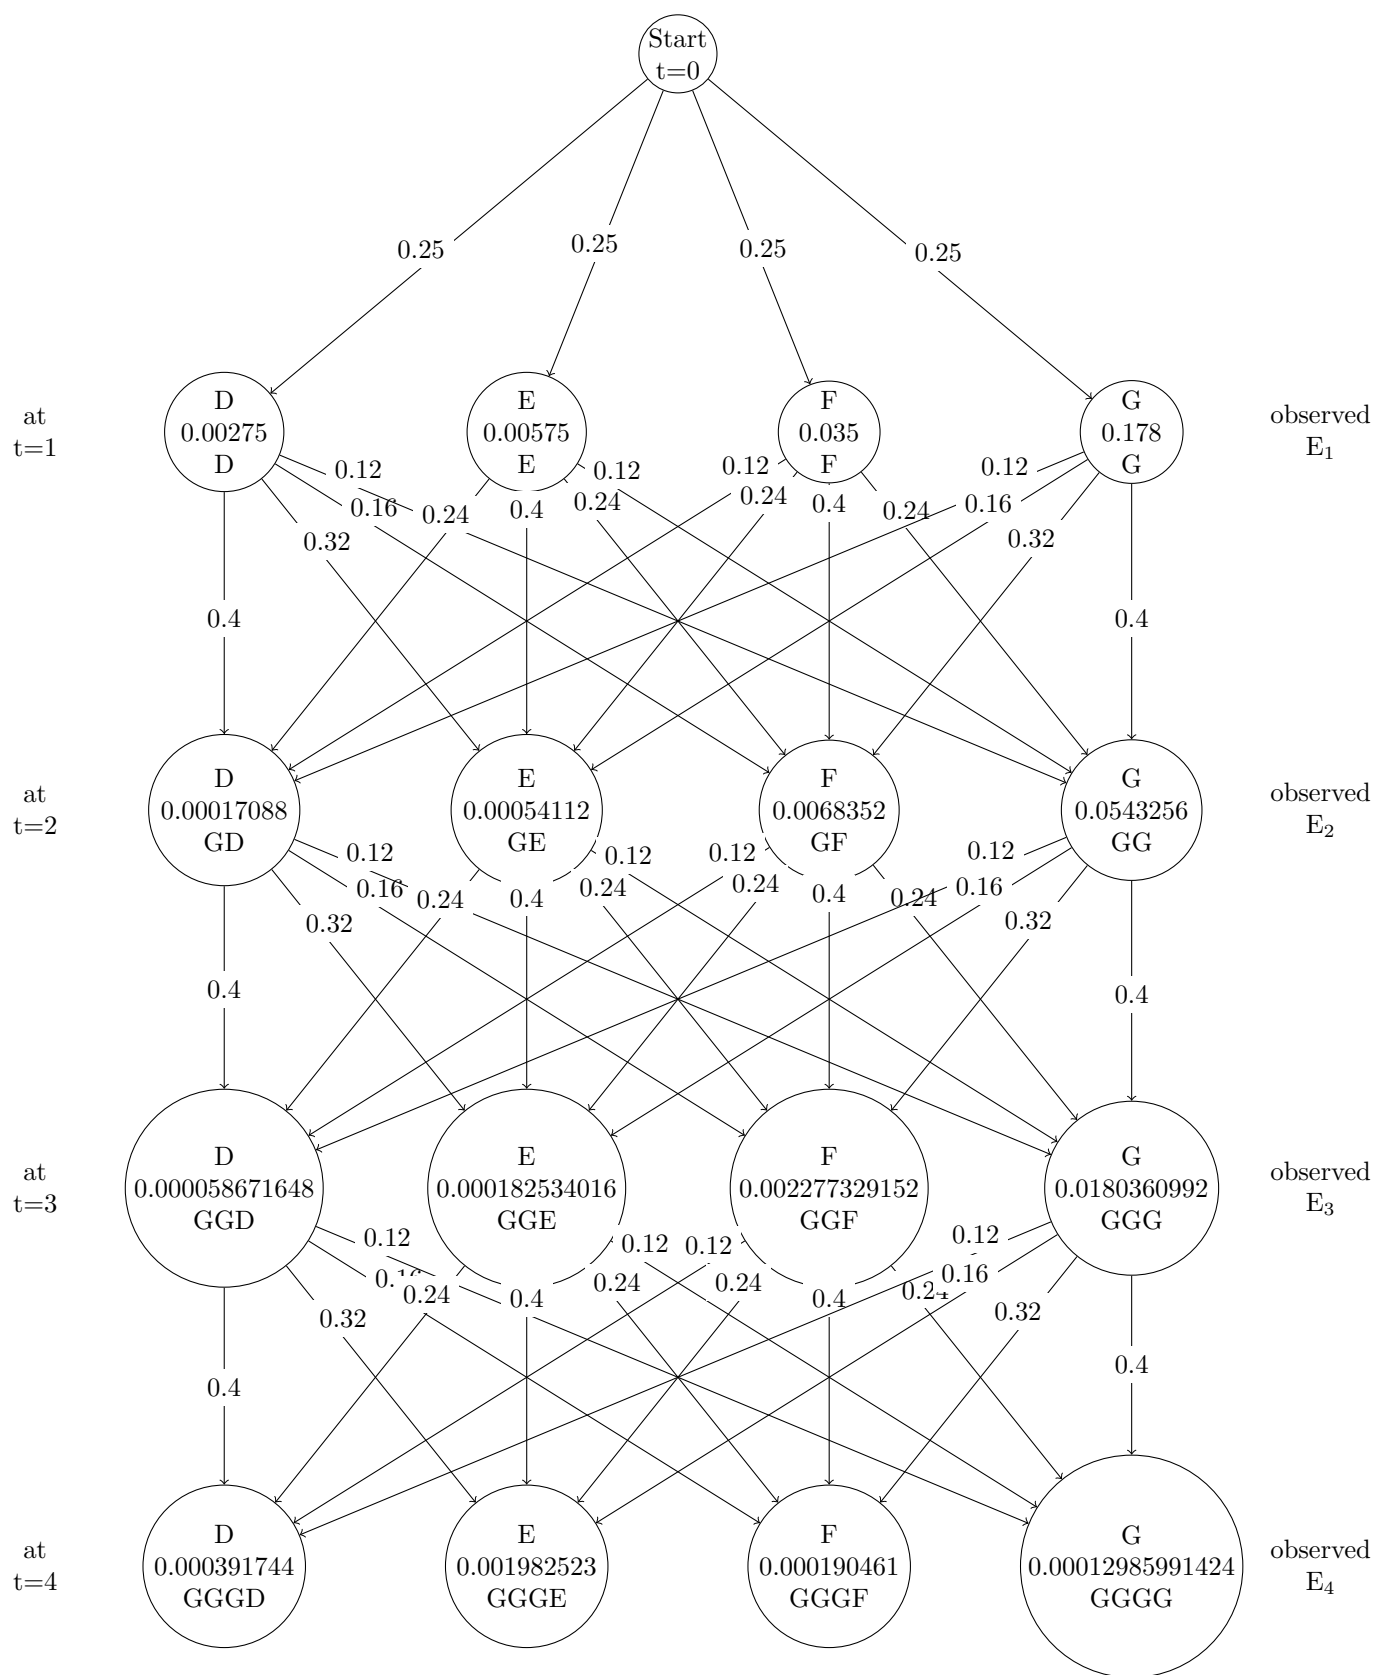 Start
t=0
0.25 0.25 0.25 0.25
at
t=1
D
0.00275
D
E
0.00575
E
F
0.035
F
G
0.178
G
observed
E₁
0.12 0.12 0.12 0.12
0.16 0.24 0.4 0.24 0.24 0.4 0.24 0.16
0.32 0.32
0.4 0.4
at
t=2
D
0.00017088
GD
E
0.00054112
GE
F
0.0068352
GF
G
0.0543256
GG
observed
E₂
0.12 0.12 0.12 0.12
0.16 0.24 0.4 0.24 0.24 0.4 0.24 0.16
0.32 0.32
0.4 0.4
at
t=3
D
0.000058671648
GGD
E
0.000182534016
GGE
F
0.002277329152
GGF
G
0.0180360992
GGG
observed
E₃
0.12 0.12 0.12 0.12
0.16 0.24 0.4 0.24 0.24 0.4 0.24 0.16
0.32 0.32
0.4 0.4
at
t=4
D
0.000391744
GGGD
E
0.001982523
GGGE
F
0.000190461
GGGF
G
0.00012985991424
GGGG
observed
E₄